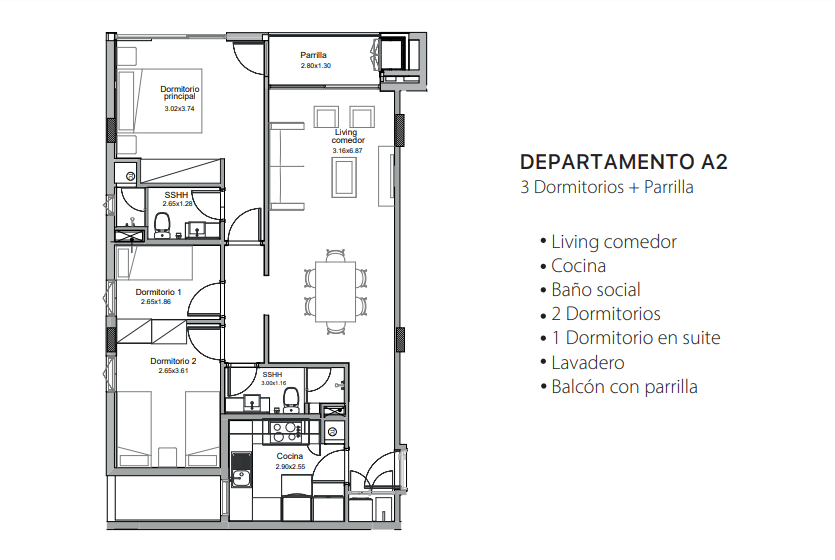 Parrilla
2.80x1.30
Dormitorio
principal
3.02x3.74
Living
comedor
3.16x6.87
SSHH
2.65x1.28
Dormitorio 1
2.65x1.86
Dormitorio 2
2.65x3.61
SSHH
3.00x1.16
Cocina
2.90x2.55
DEPARTAMENTO A2
3 Dormitorios + Parrilla
• Living comedor
• Cocina
• Baño social
• 2 Dormitorios
• 1 Dormitorio en suite
• Lavadero
• Balcón con parrilla